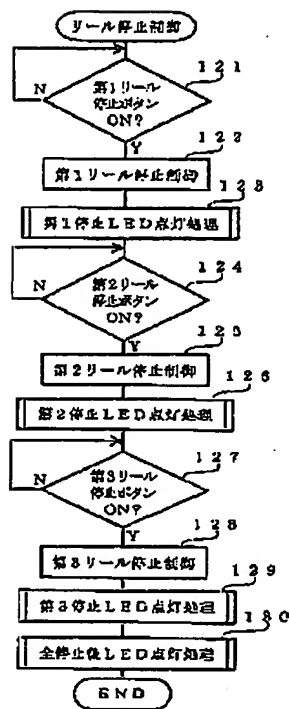 リール停止制御
121
第1リール
停止ボタン
ON?
N
Y
122
第1リール停止制御
123
第1停止LED点灯処理
124
第2リール
停止ボタン
ON?
N
Y
125
第2リール停止制御
126
第2停止LED点灯処理
127
第3リール
停止ボタン
ON?
N
Y
128
第3リール停止制御
129
第3停止LED点灯処理
130
全停止後LED点灯処理
END